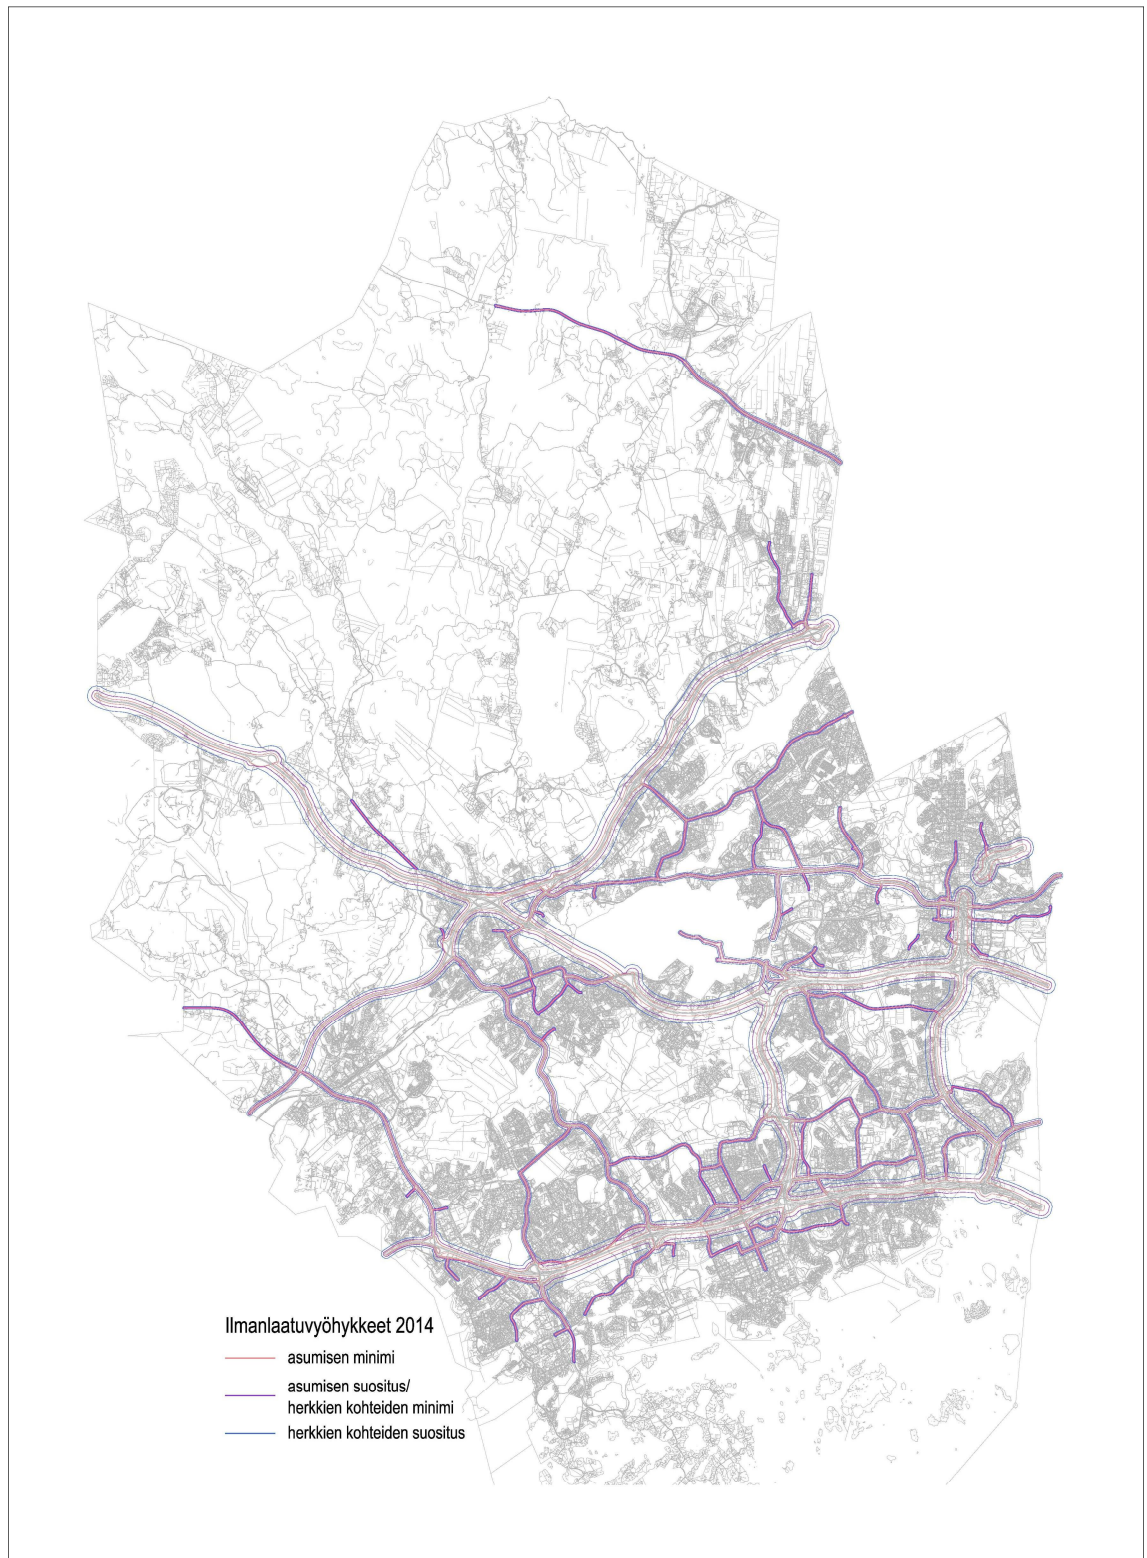 Ilmanlaatuvyöhykkeet 2014
asumisen minimi
asumisen suositus/
herkkien kohteiden minimi
herkkien kohteiden suositus